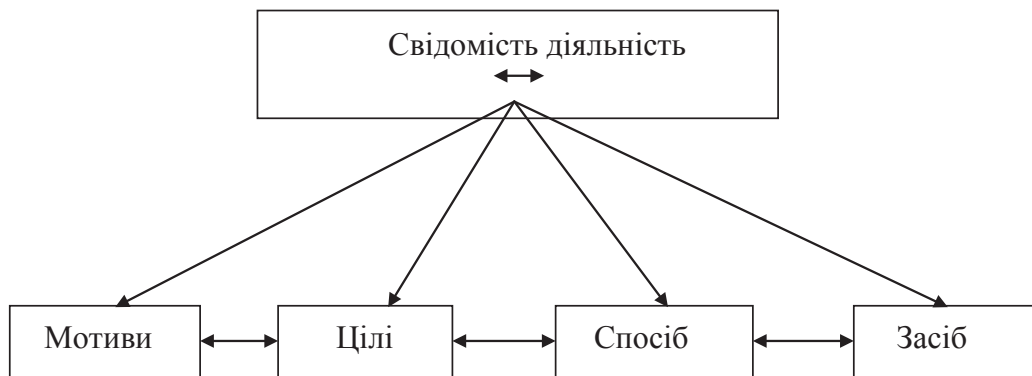 Свідомість діяльність
Мотиви
Цілі
Спосіб
Засіб